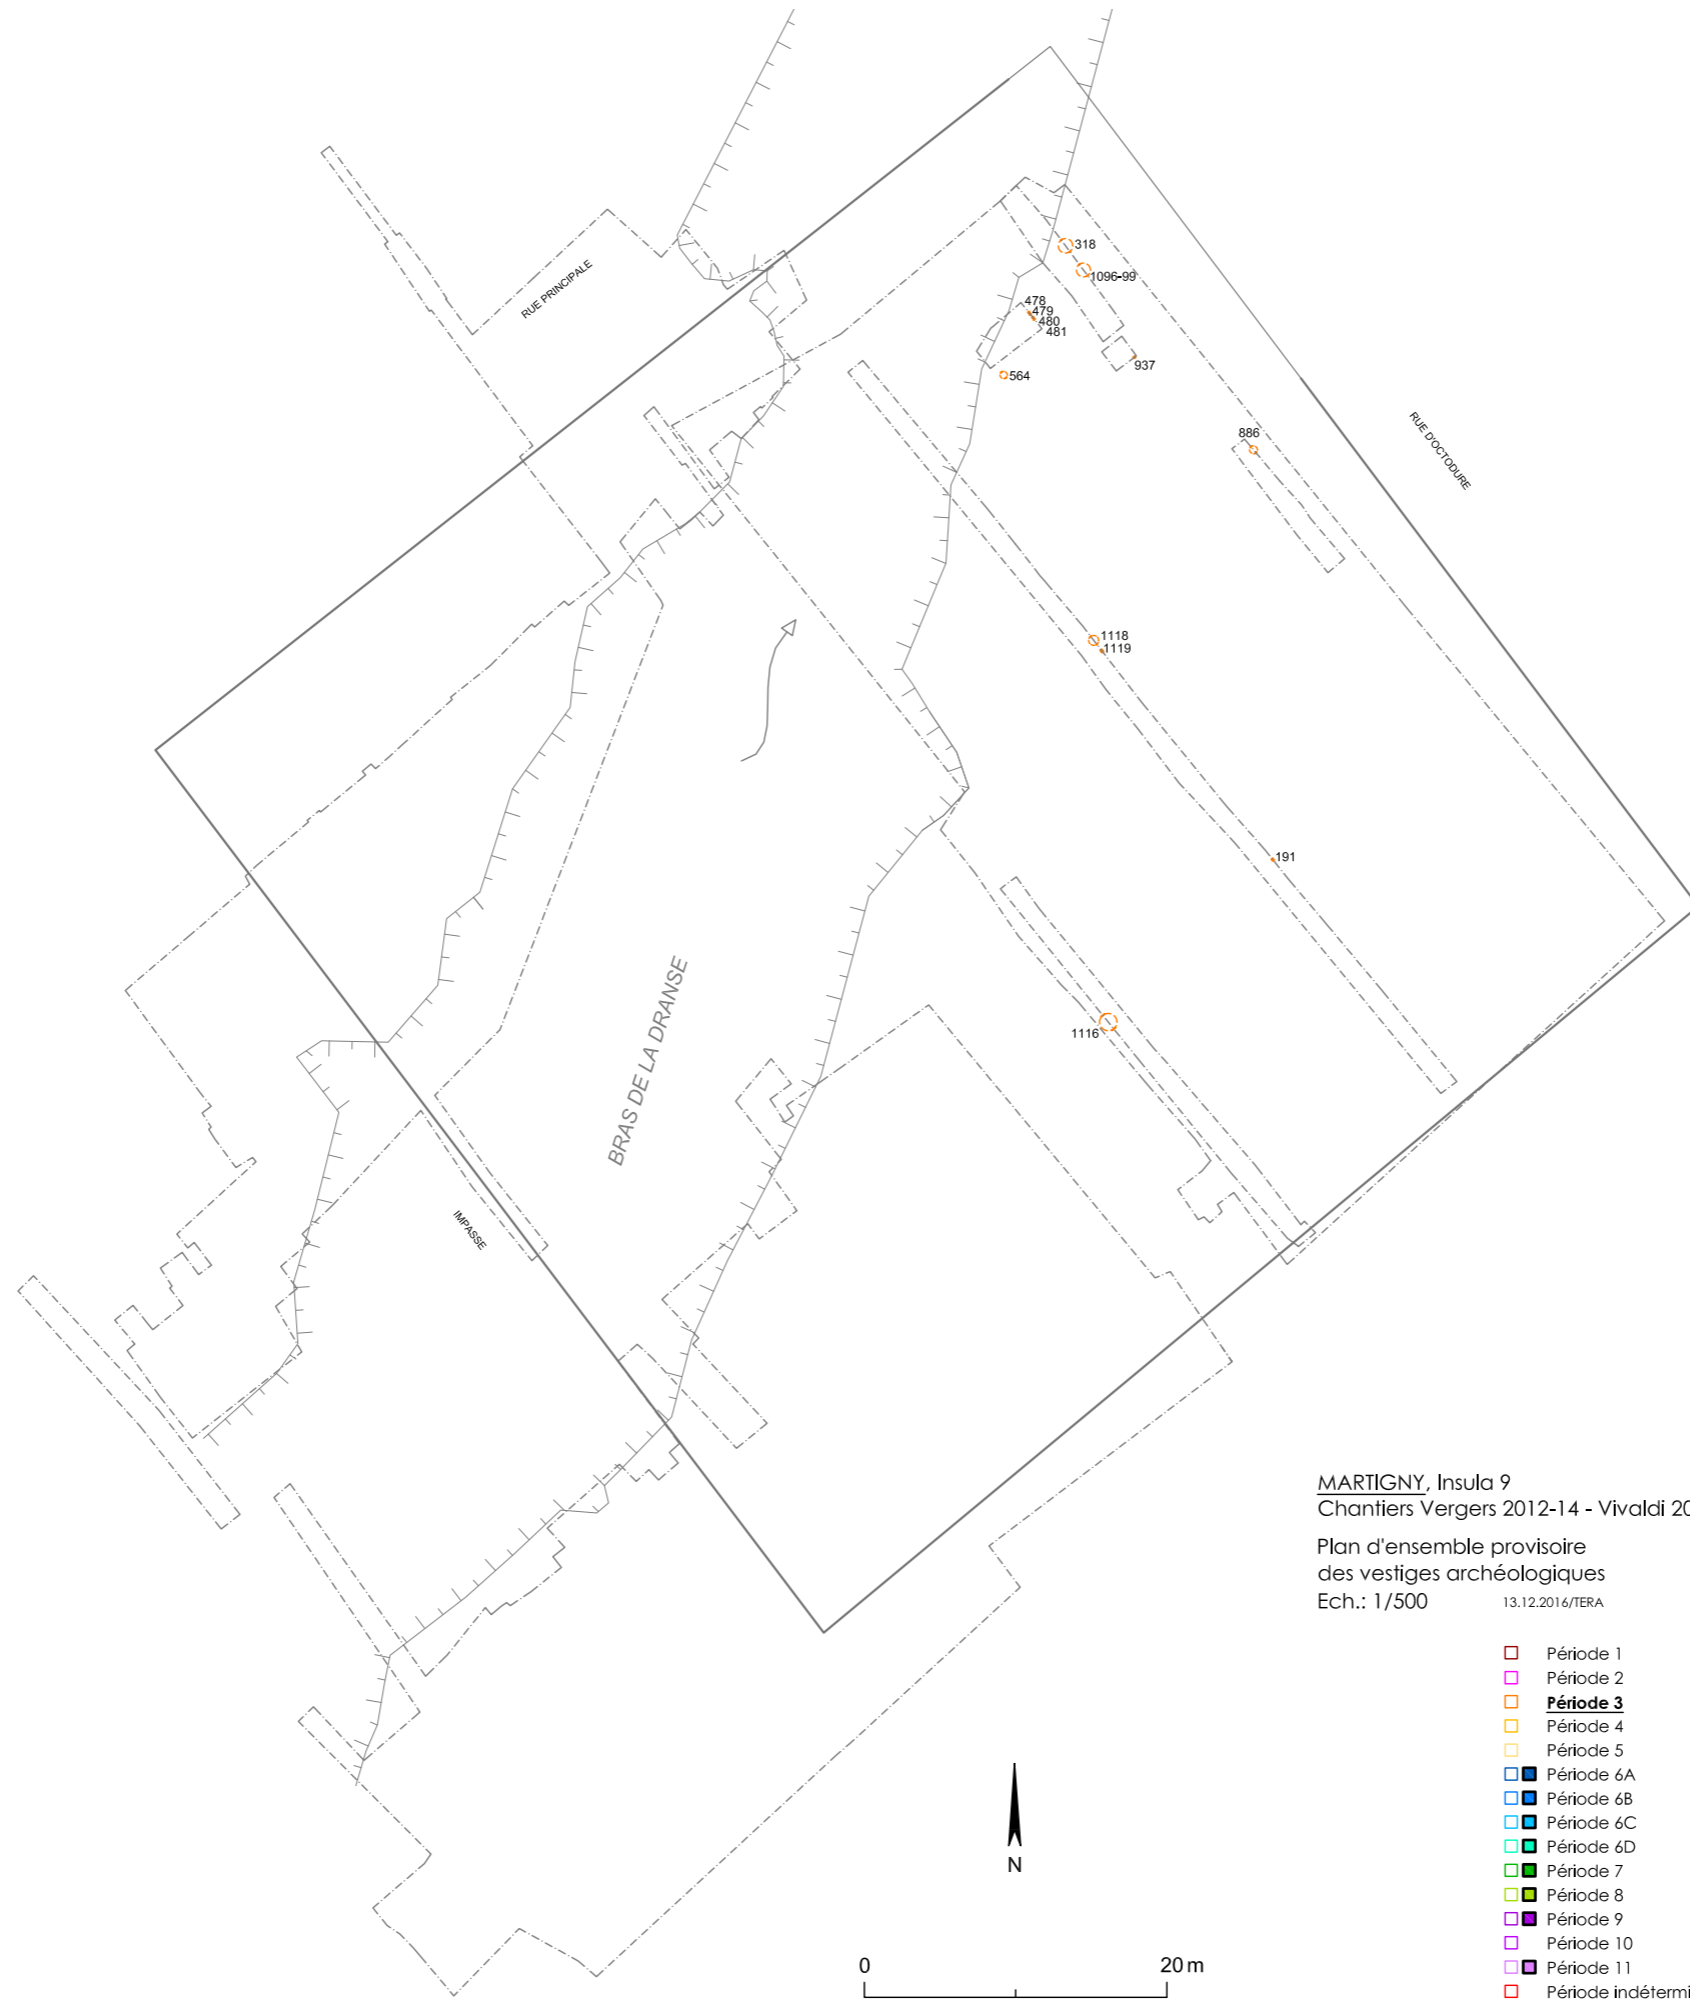 RUE PRINCIPALE
318
1096-99
478
479
480
481
937
564
RUE D'OCTODURE
886
1118
1119
191
BRAS DE LA DRANSE
1116
IMPASSE
MARTIGNY, Insula 9
Chantiers Vergers 2012-14 - Vivaldi 20
Plan d'ensemble provisoire
des vestiges archéologiques
Ech.: 1/500 13.12.2016/TERA
Période 1
Période 2
Période 3
Période 4
Période 5
Période 6A
Période 6B
Période 6C
Période 6D
Période 7
Période 8
Période 9
Période 10
Période 11
Période indétermi
N
0 20 m